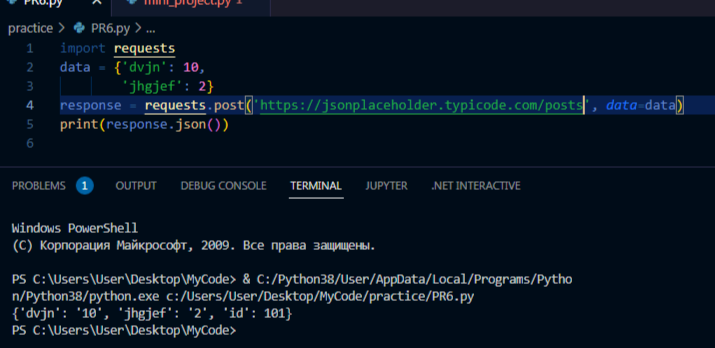 PR6.py mini_project.py 1
practice > PR6.py > ...
1 import requests
2 data = {'dvjn': 10,
3 'jhgjef': 2}
4 response = requests.post('https://jsonplaceholder.typicode.com/posts', data=data)
5 print(response.json())
6
PROBLEMS 1 OUTPUT DEBUG CONSOLE TERMINAL JUPYTER .NET INTERACTIVE
Windows PowerShell
(C) Корпорация Майкрософт, 2009. Все права защищены.
PS C:\Users\User\Desktop\MyCode> & C:/Python38/User/AppData/Local/Programs/Pytho
n/Python38/python.exe c:/Users/User/Desktop/MyCode/practice/PR6.py
{'dvjn': '10', 'jhgjef': '2', 'id': 101}
PS C:\Users\User\Desktop\MyCode>